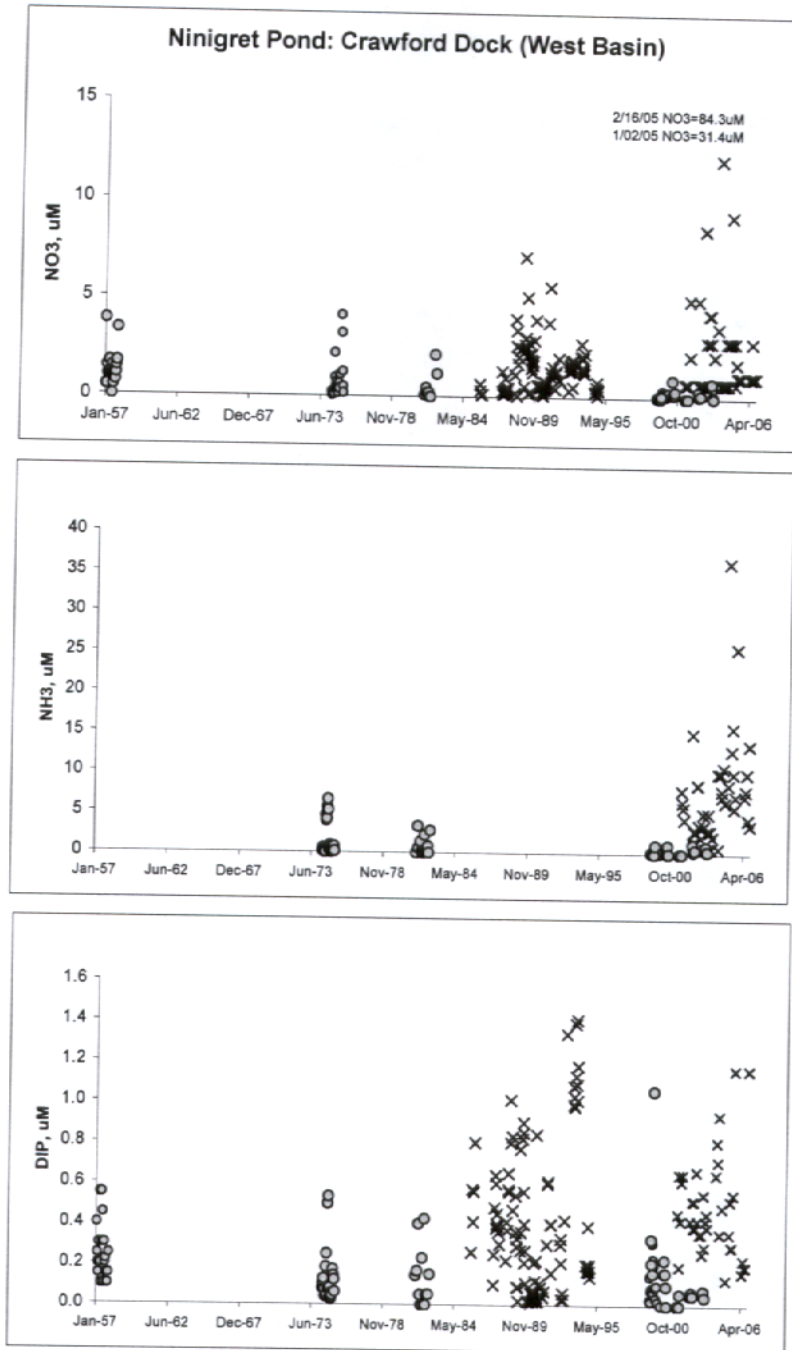 Ninigret Pond: Crawford Dock (West Basin)
15
10
5
0
NO3, uM
2/16/05 NO3=84.3uM
1/02/05 NO3=31.4uM
Jan-57 Jun-62 Dec-67 Jun-73 Nov-78 May-84 Nov-89 May-95 Oct-00 Apr-06
40
35
30
25
20
15
10
5
0
NH3, uM
Jan-57 Jun-62 Dec-67 Jun-73 Nov-78 May-84 Nov-89 May-95 Oct-00 Apr-06
1.6
1.4
1.2
1.0
0.8
0.6
0.4
0.2
0.0
DIP, uM
Jan-57 Jun-62 Dec-67 Jun-73 Nov-78 May-84 Nov-89 May-95 Oct-00 Apr-06